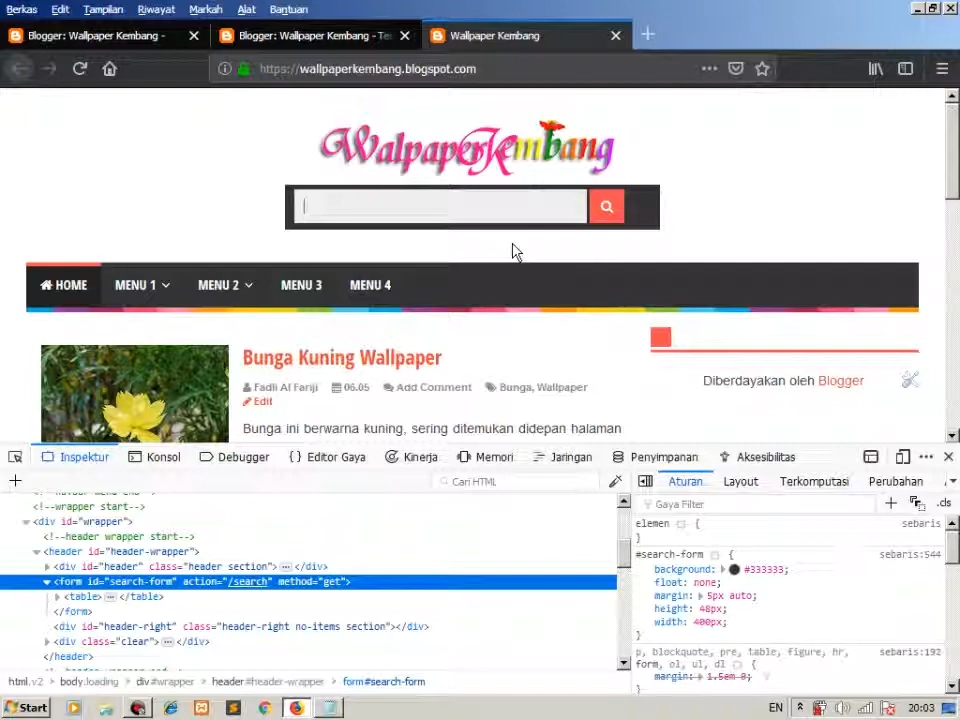 Berkas Edit Tampilan Riwayat Markah Alat Bantuan
Blogger: Wallpaper Kembang -
Blogger: Wallpaper Kembang - Te
Wallpaper Kembang
https://wallpaperkembang.blogspot.com
WalpaperKembang
HOME MENU 1 MENU 2 MENU 3 MENU 4
Bunga Kuning Wallpaper
Fadli Al Fariji 06.05 Add Comment Bunga, Wallpaper
Edit
Bunga ini berwarna kuning, sering ditemukan didepan halaman
Diberdayakan oleh Blogger
Inspektur Konsol Debugger Editor Gaya Kinerja Memori Jaringan Penyimpanan Aksesibilitas
Cari HTML
<!--wrapper start-->
<div id="wrapper">
<!--header wrapper start-->
<header id="header-wrapper">
<div id="header" class="header section"> </div>
<form id="search-form" action="/search" method="get">
<table> </table>
</form>
<div id="header-right" class="header-right no-items section"></div>
<div class="clear"> </div>
</header>
html.v2 body.loading div#wrapper header#header-wrapper form#search-form
Aturan Layout Terkomputasi Perubahan
Gaya Filter .cls
elemen { sebaris
}
#search-form { sebaris:544
background: #333333;
float: none;
margin: 5px auto;
height: 48px;
width: 400px;
}
p, blockquote, pre, table, figure, hr, sebaris:192
form, ol, ul, dl {
margin: 1.5em 0;
Start EN 20:03